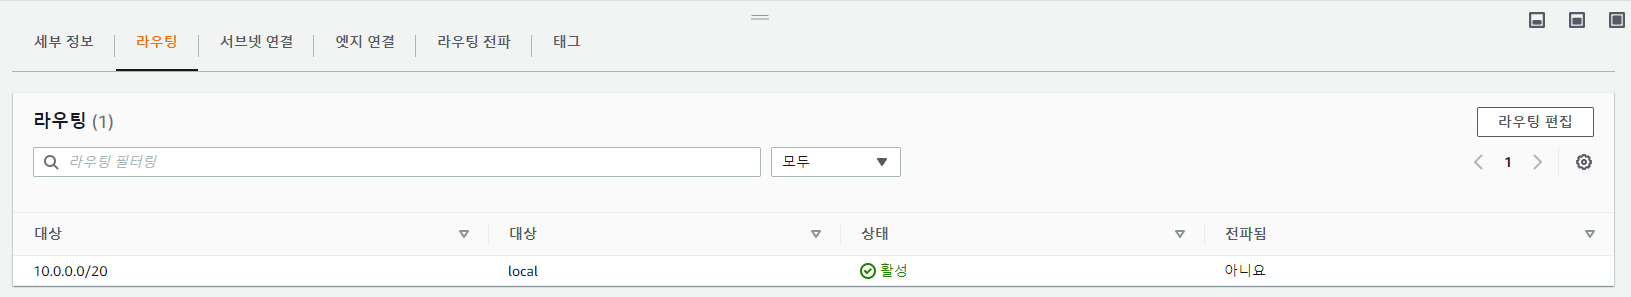 세부 정보 라우팅 서브넷 연결 엣지 연결 라우팅 전파 태그
라우팅 (1)
라우팅 편집
라우팅 필터링 모두 1
대상 대상 상태 전파됨
10.0.0.0/20 local 활성 아니요